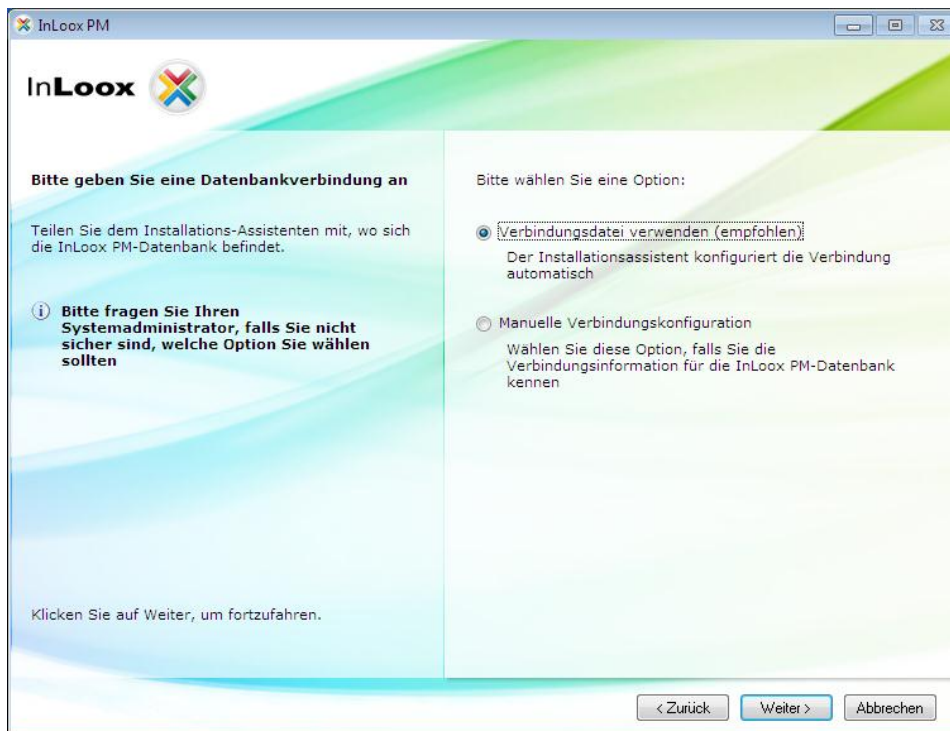 InLoox PM
InLoox
Bitte geben Sie eine Datenbankverbindung an
Teilen Sie dem Installations-Assistenten mit, wo sich
die InLoox PM-Datenbank befindet.
Bitte fragen Sie Ihren
Systemadministrator, falls Sie nicht
sicher sind, welche Option Sie wählen
sollten
Klicken Sie auf Weiter, um fortzufahren.
Bitte wählen Sie eine Option:
Verbindungsdatei verwenden (empfohlen)
Der Installationsassistent konfiguriert die Verbindung
automatisch
Manuelle Verbindungskonfiguration
Wählen Sie diese Option, falls Sie die
Verbindungsinformation für die InLoox PM-Datenbank
kennen
< Zurück
Weiter >
Abbrechen